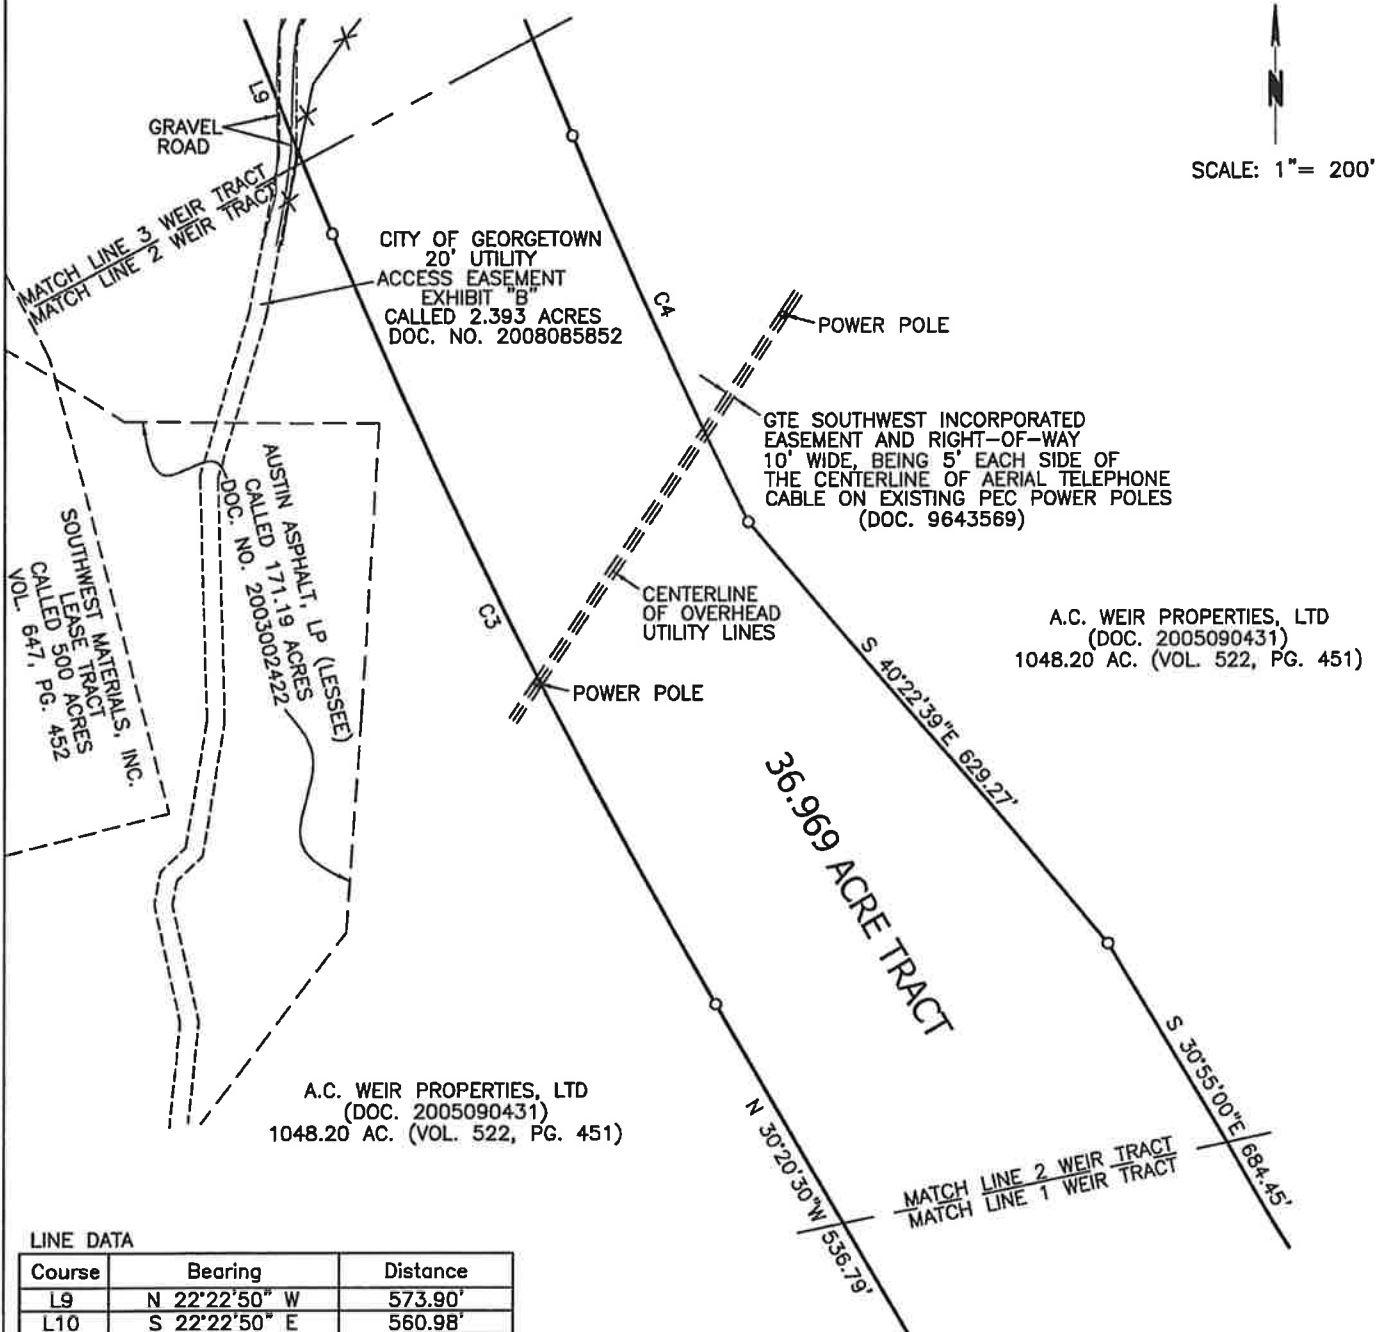 N
SCALE: 1"= 200'
L9
GRAVEL
ROAD
MATCH LINE 3 WEIR TRACT
MATCH LINE 2 WEIR TRACT
CITY OF GEORGETOWN
20' UTILITY
ACCESS EASEMENT
EXHIBIT "B"
CALLED 2.393 ACRES
DOC. NO. 2008085852
C4
POWER POLE
GTE SOUTHWEST INCORPORATED
EASEMENT AND RIGHT-OF-WAY
10' WIDE, BEING 5' EACH SIDE OF
THE CENTERLINE OF AERIAL TELEPHONE
CABLE ON EXISTING PEC POWER POLES
(DOC. 9643569)
AUSTIN ASPHALT, LP (LESSEE)
CALLED 171.19 ACRES
DOC. NO. 2003002422
SOUTHWEST MATERIALS, INC.
LEASE TRACT
CALLED 500 ACRES
VOL. 647, PG. 452
C3
CENTERLINE
OF OVERHEAD
UTILITY LINES
POWER POLE
A.C. WEIR PROPERTIES, LTD
(DOC. 2005090431)
1048.20 AC. (VOL. 522, PG. 451)
S 40°22'39"E 629.27'
36.969 ACRE TRACT
S 30°55'00"E 684.45'
A.C. WEIR PROPERTIES, LTD
(DOC. 2005090431)
1048.20 AC. (VOL. 522, PG. 451)
N 30°20'30"W 536.79'
MATCH LINE 2 WEIR TRACT
MATCH LINE 1 WEIR TRACT
LINE DATA
Course Bearing Distance
L9 N 22°22'50" W 573.90'
L10 S 22°22'50" E 560.98'